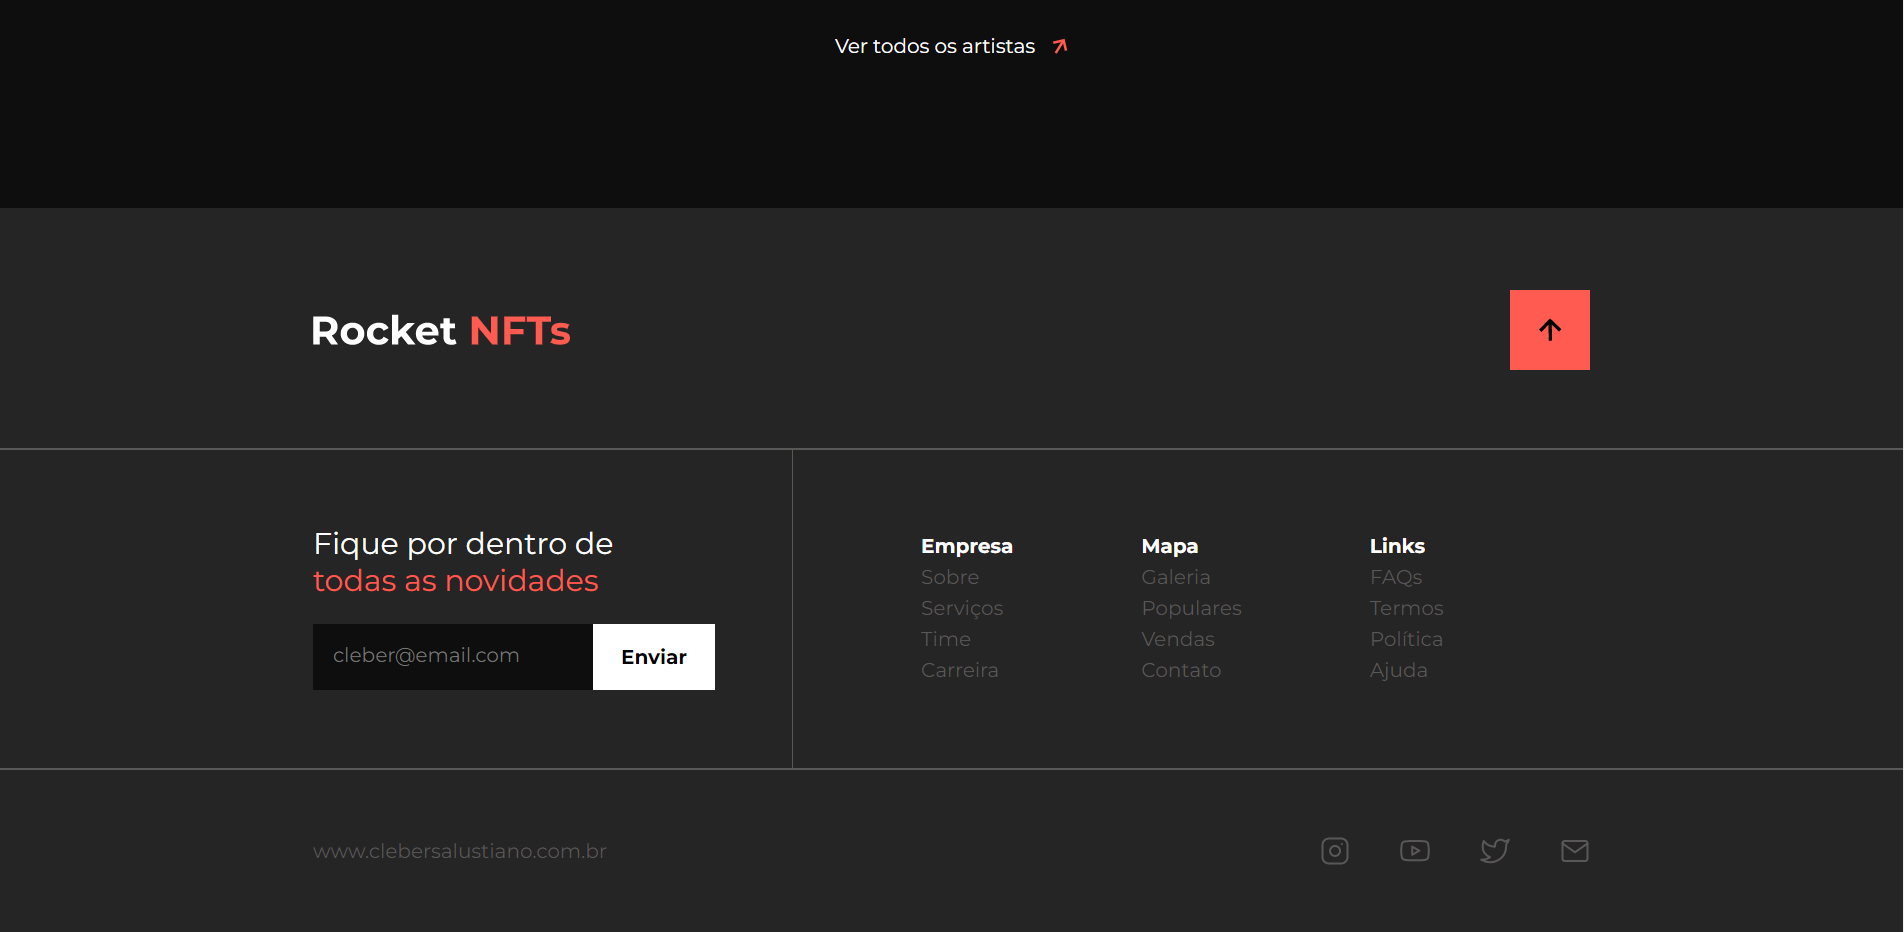 Ver todos os artistas
Rocket NFTs
Fique por dentro de
todas as novidades
cleber@email.com
Enviar
Empresa
Sobre
Serviços
Time
Carreira
Mapa
Galeria
Populares
Vendas
Contato
Links
FAQs
Termos
Política
Ajuda
www.clebersalustiano.com.br